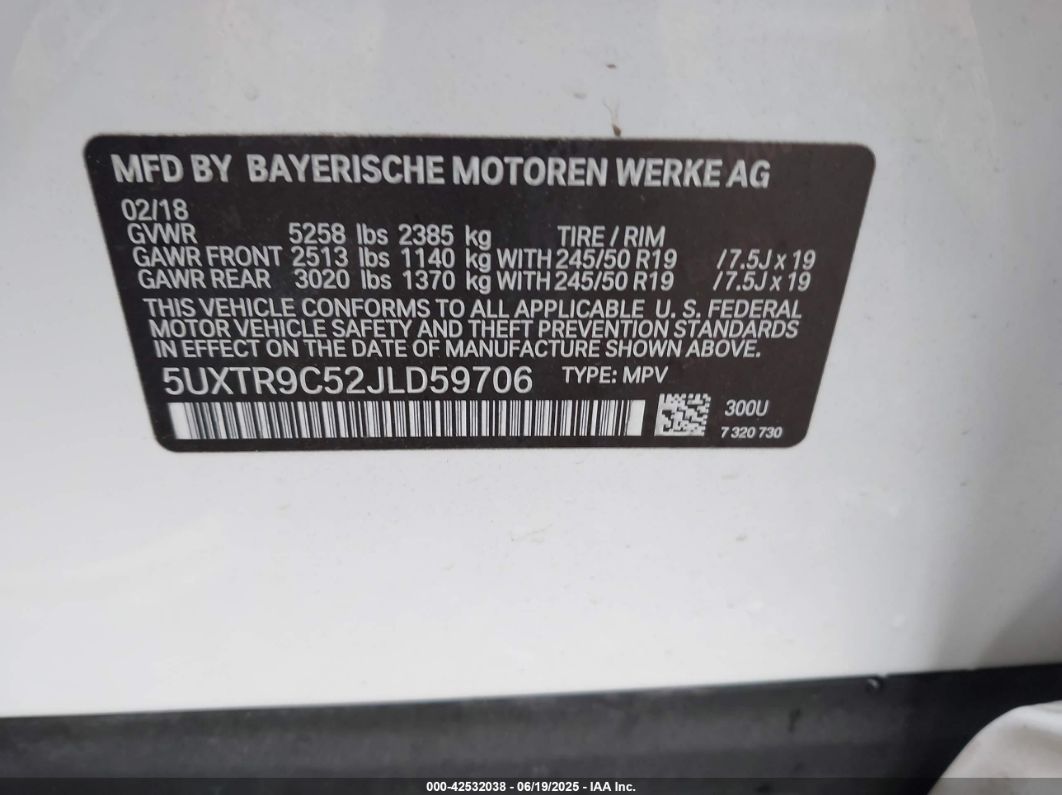 MFD BY BAYERISCHE MOTOREN WERKE AG
02/18
GVWR 5258 lbs 2385 kg TIRE / RIM
GAWR FRONT 2513 lbs 1140 kg WITH 245/50 R19 /7.5J x 19
GAWR REAR 3020 lbs 1370 kg WITH 245/50 R19 /7.5J x 19
THIS VEHICLE CONFORMS TO ALL APPLICABLE U. S. FEDERAL
MOTOR VEHICLE SAFETY AND THEFT PREVENTION STANDARDS
IN EFFECT ON THE DATE OF MANUFACTURE SHOWN ABOVE.
5UXTR9C52JLD59706 TYPE: MPV
300U
7 320 730
000-42532038 - 06/19/2025 - IAA Inc.